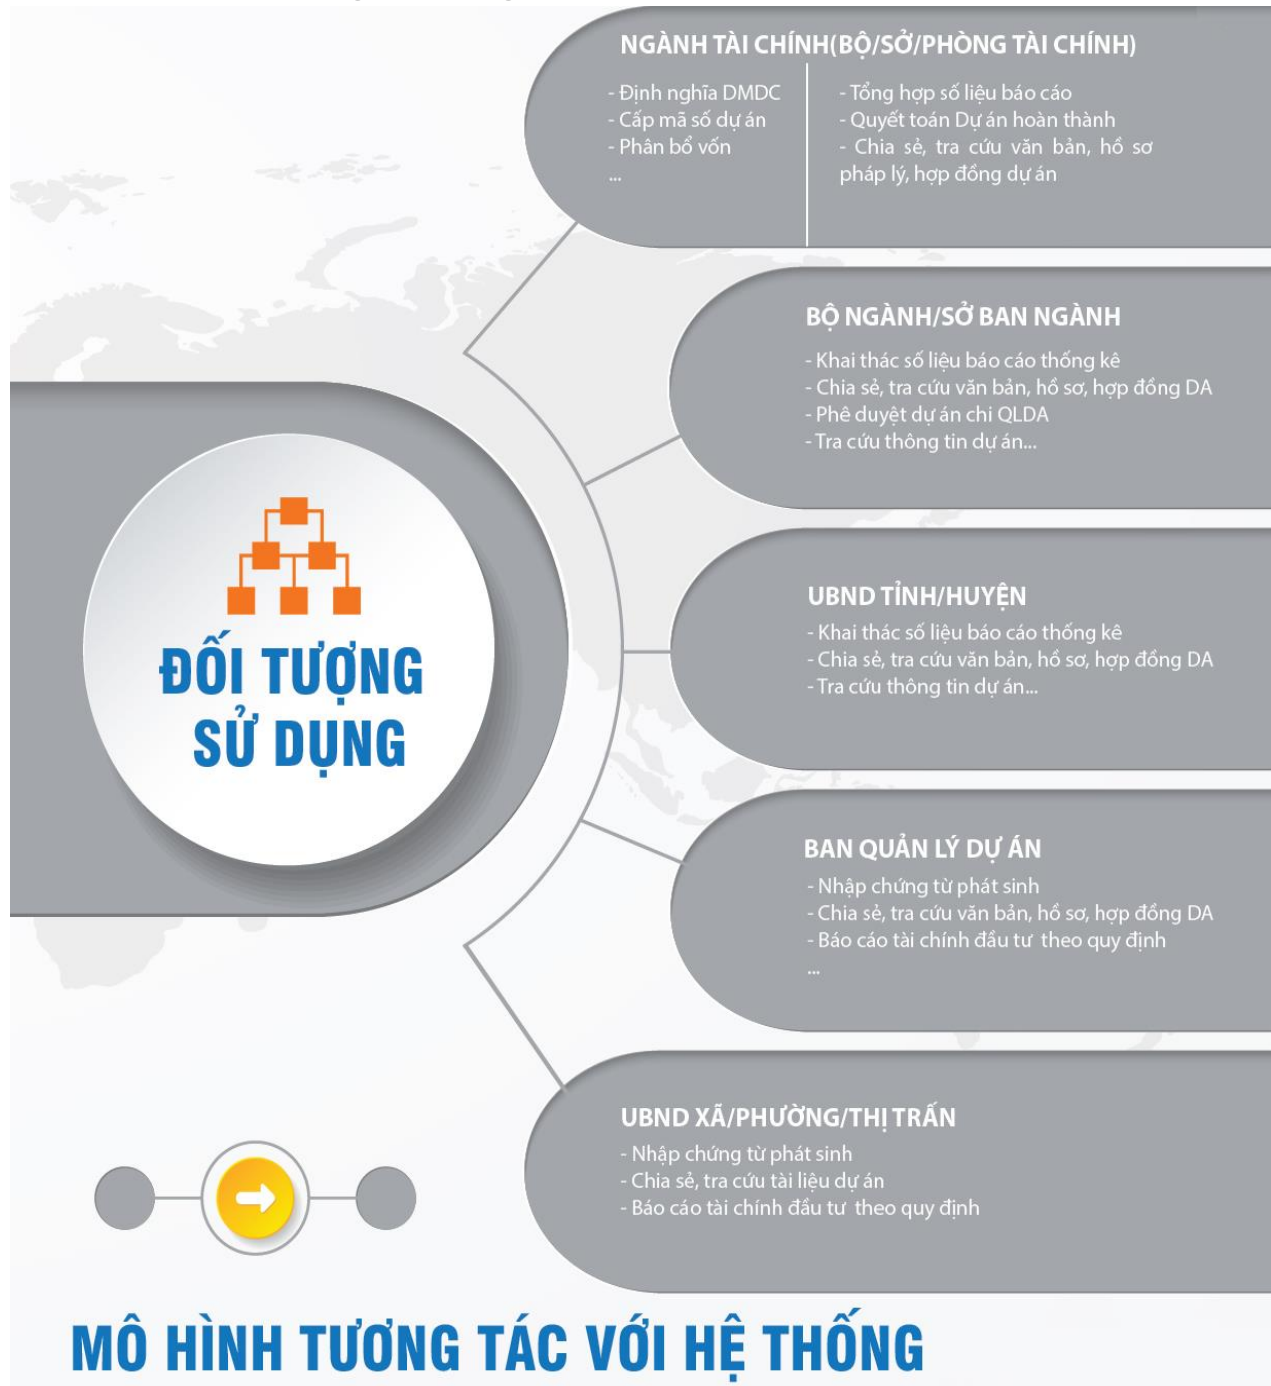 NGÀNH TÀI CHÍNH(BỘ/SỞ/PHÒNG TÀI CHÍNH)
- Định nghĩa DMDC
- Cấp mã số dự án
- Phân bổ vốn
...
- Tổng hợp số liệu báo cáo
- Quyết toán Dự án hoàn thành
- Chia sẻ, tra cứu văn bản, hồ sơ
pháp lý, hợp đồng dự án
BỘ NGÀNH/SỞ BAN NGÀNH
- Khai thác số liệu báo cáo thống kê
- Chia sẻ, tra cứu văn bản, hồ sơ, hợp đồng DA
- Phê duyệt dự án chi QLDA
- Tra cứu thông tin dự án...
ĐỐI TƯỢNG
SỬ DỤNG
UBND TỈNH/HUYỆN
- Khai thác số liệu báo cáo thống kê
- Chia sẻ, tra cứu văn bản, hồ sơ, hợp đồng DA
- Tra cứu thông tin dự án...
BAN QUẢN LÝ DỰ ÁN
- Nhập chứng từ phát sinh
- Chia sẻ, tra cứu văn bản, hồ sơ, hợp đồng DA
- Báo cáo tài chính đầu tư theo quy định
...
UBND XÃ/PHƯỜNG/THỊ TRẤN
- Nhập chứng từ phát sinh
- Chia sẻ, tra cứu tài liệu dự án
- Báo cáo tài chính đầu tư theo quy định
MÔ HÌNH TƯƠNG TÁC VỚI HỆ THỐNG